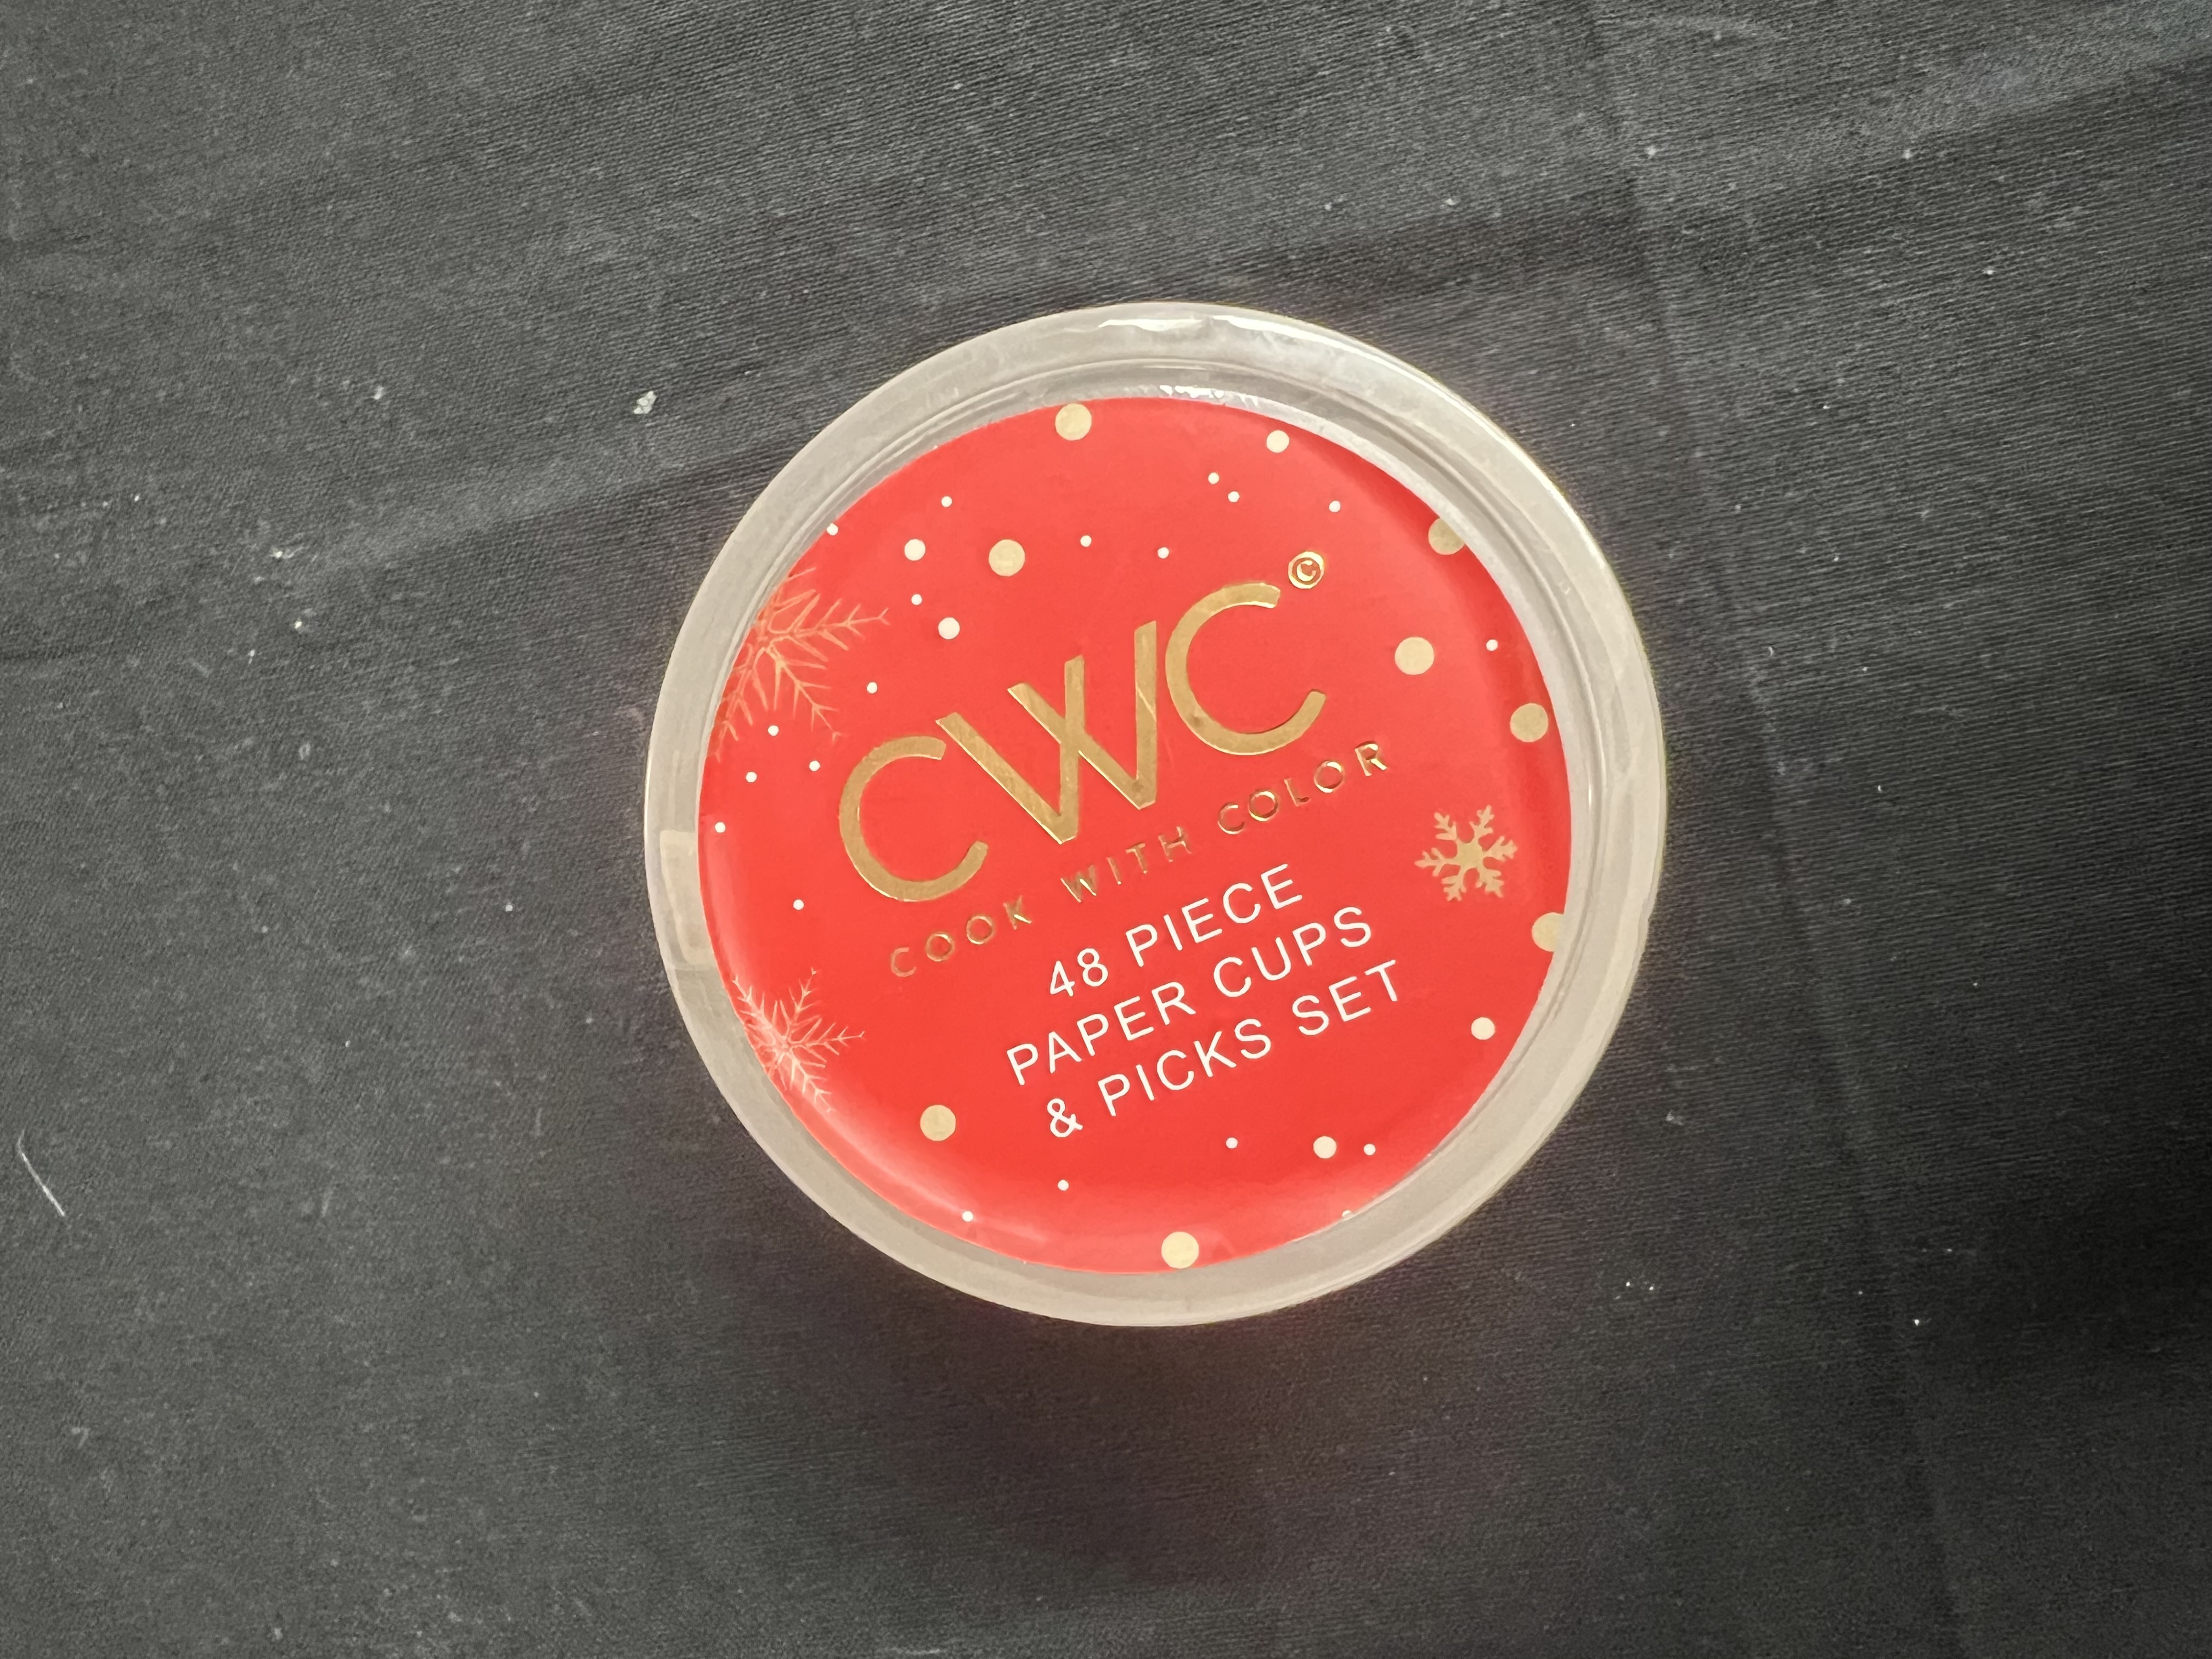 CWC©
COOK WITH COLOR
48 PIECE
PAPER CUPS
& PICKS SET